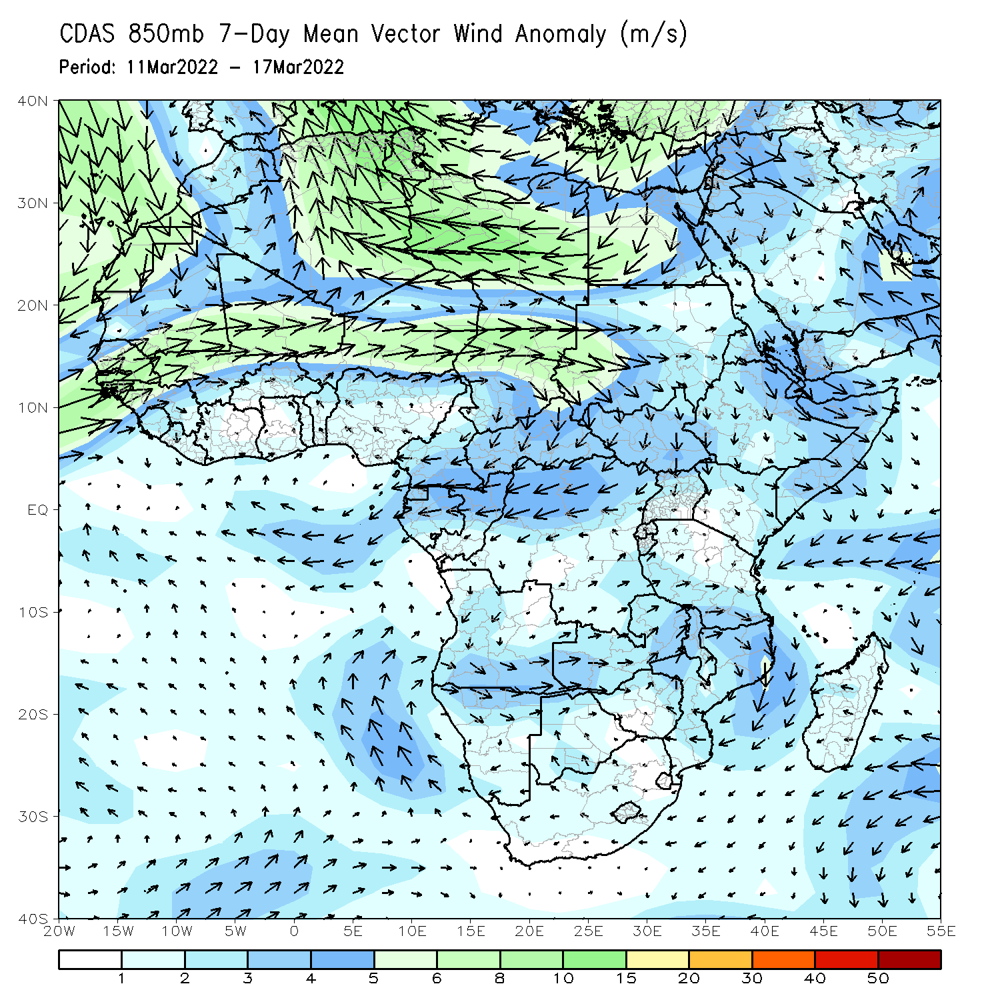 CDAS 850mb 7-Day Mean Vector Wind Anomaly (m/s)
Period: 11Mar2022 - 17Mar2022
40N
30N
20N
10N
EQ
10S
20S
30S
40S
20W 15W 10W 5W 0 5E 10E 15E 20E 25E 30E 35E 40E 45E 50E 55E
1 2 3 4 5 6 8 10 15 20 30 40 50